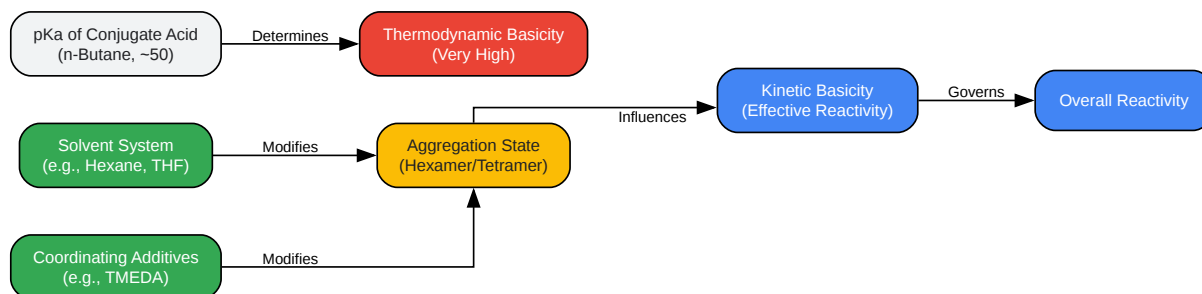 pKa of Conjugate Acid
(n-Butane, ~50)
Determines
Thermodynamic Basicity
(Very High)
Solvent System
(e.g., Hexane, THF)
Modifies
Aggregation State
(Hexamer/Tetramer)
Influences
Kinetic Basicity
(Effective Reactivity)
Governs
Overall Reactivity
Coordinating Additives
(e.g., TMEDA)
Modifies